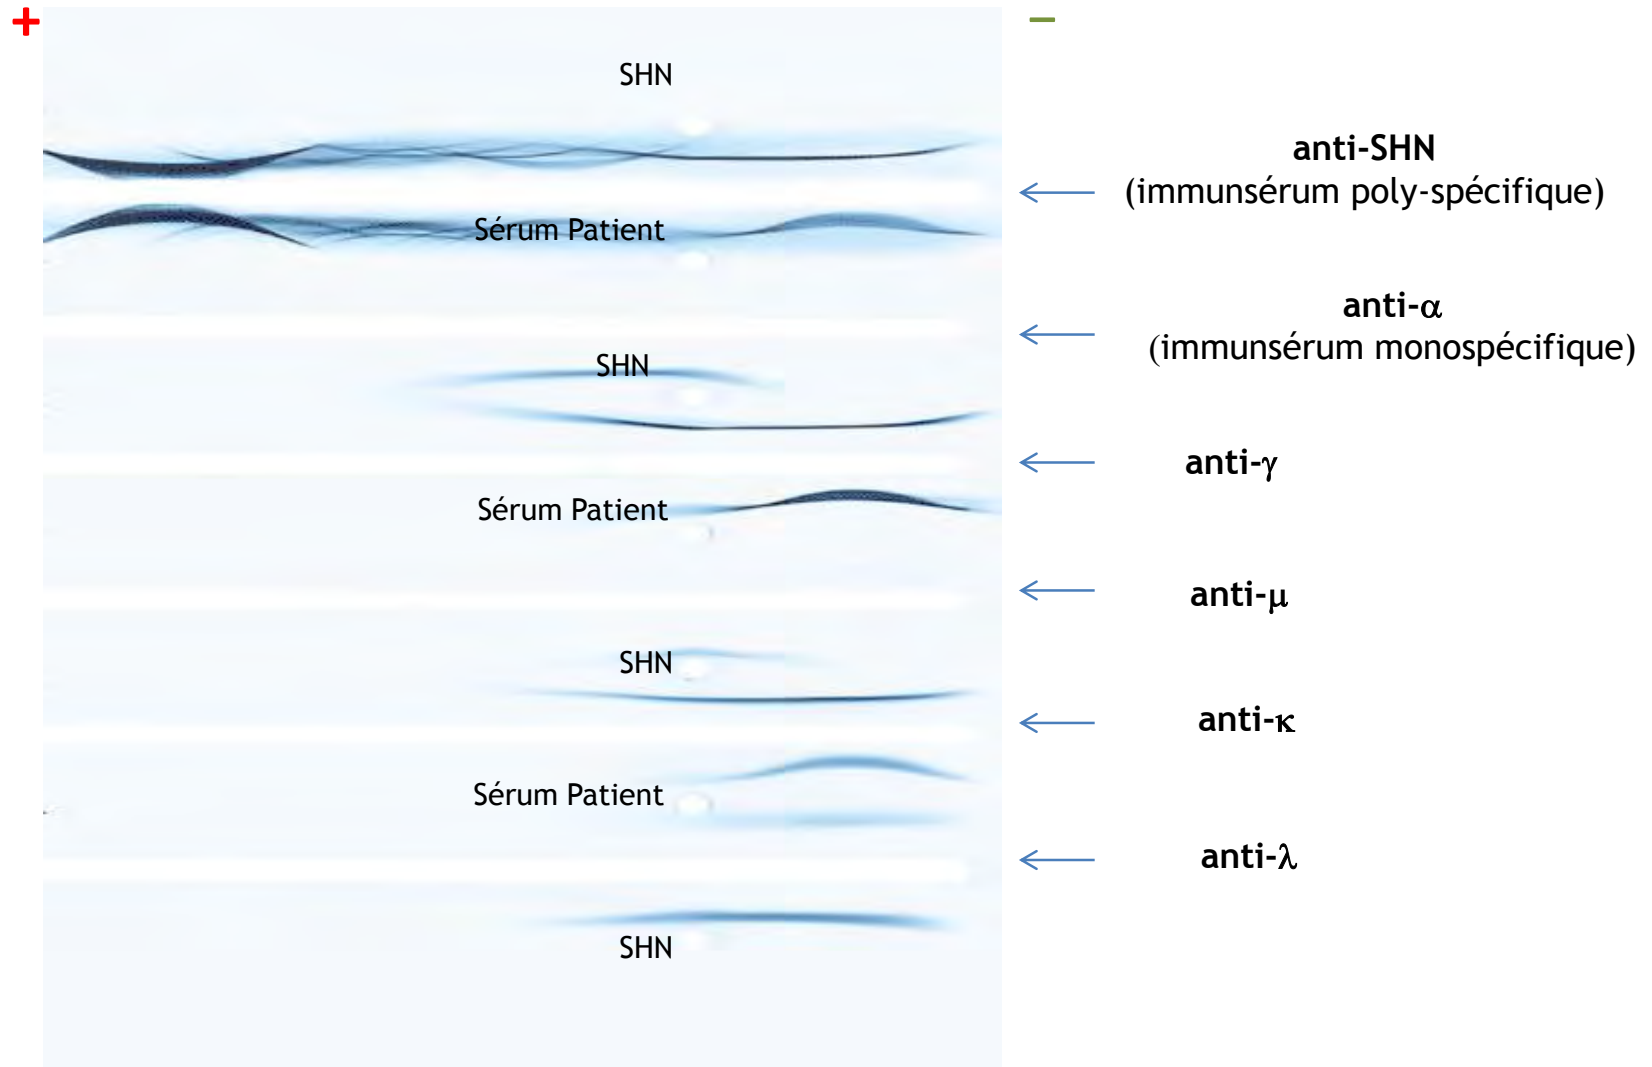 +
−
SHN
anti-SHN
(immunsérum poly-spécifique)
Sérum Patient
anti-α
(immunsérum monospécifique)
SHN
anti-γ
Sérum Patient
anti-μ
SHN
anti-κ
Sérum Patient
anti-λ
SHN